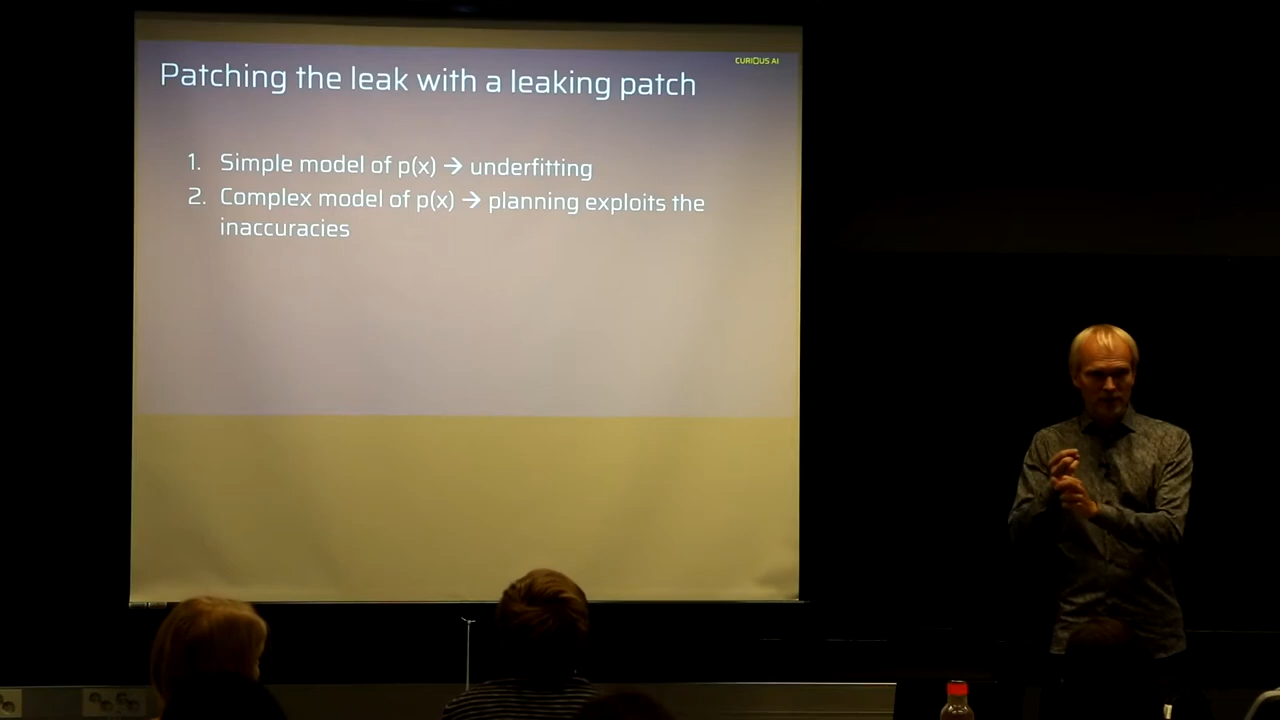 CURIOUS AI
Patching the leak with a leaking patch
1. Simple model of p(x) → underfitting
2. Complex model of p(x) → planning exploits the
inaccuracies